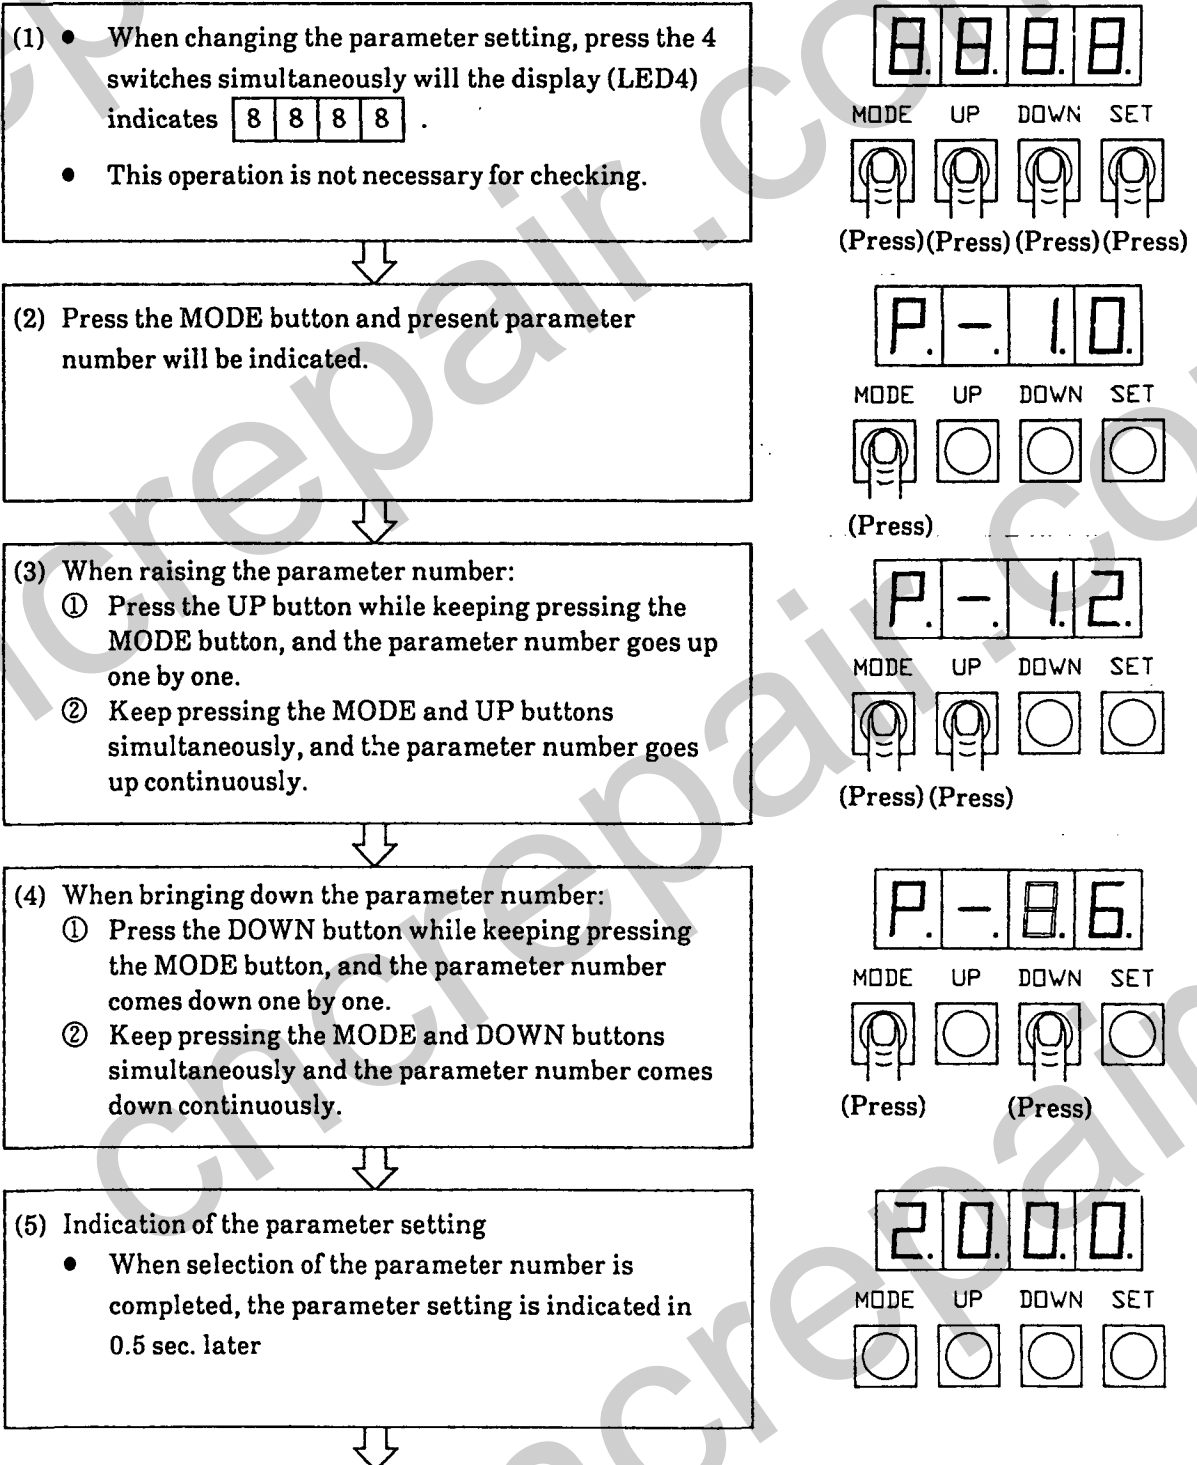 (1) ● When changing the parameter setting, press the 4
switches simultaneously will the display (LED4)
indicates 8 8 8 8 .
● This operation is not necessary for checking.
8. 8. 8. 8.
MODE UP DOWN SET
(Press) (Press) (Press) (Press)
(2) Press the MODE button and present parameter
number will be indicated.
P. -. 1. 0.
MODE UP DOWN SET
(Press)
(3) When raising the parameter number:
① Press the UP button while keeping pressing the
MODE button, and the parameter number goes up
one by one.
② Keep pressing the MODE and UP buttons
simultaneously, and the parameter number goes
up continuously.
P. -. 1. 2.
MODE UP DOWN SET
(Press) (Press)
(4) When bringing down the parameter number:
① Press the DOWN button while keeping pressing
the MODE button, and the parameter number
comes down one by one.
② Keep pressing the MODE and DOWN buttons
simultaneously and the parameter number comes
down continuously.
P. -. 8. 6.
MODE UP DOWN SET
(Press) (Press)
(5) Indication of the parameter setting
● When selection of the parameter number is
completed, the parameter setting is indicated in
0.5 sec. later
2. 0. 0. 0.
MODE UP DOWN SET
cncrepair.com